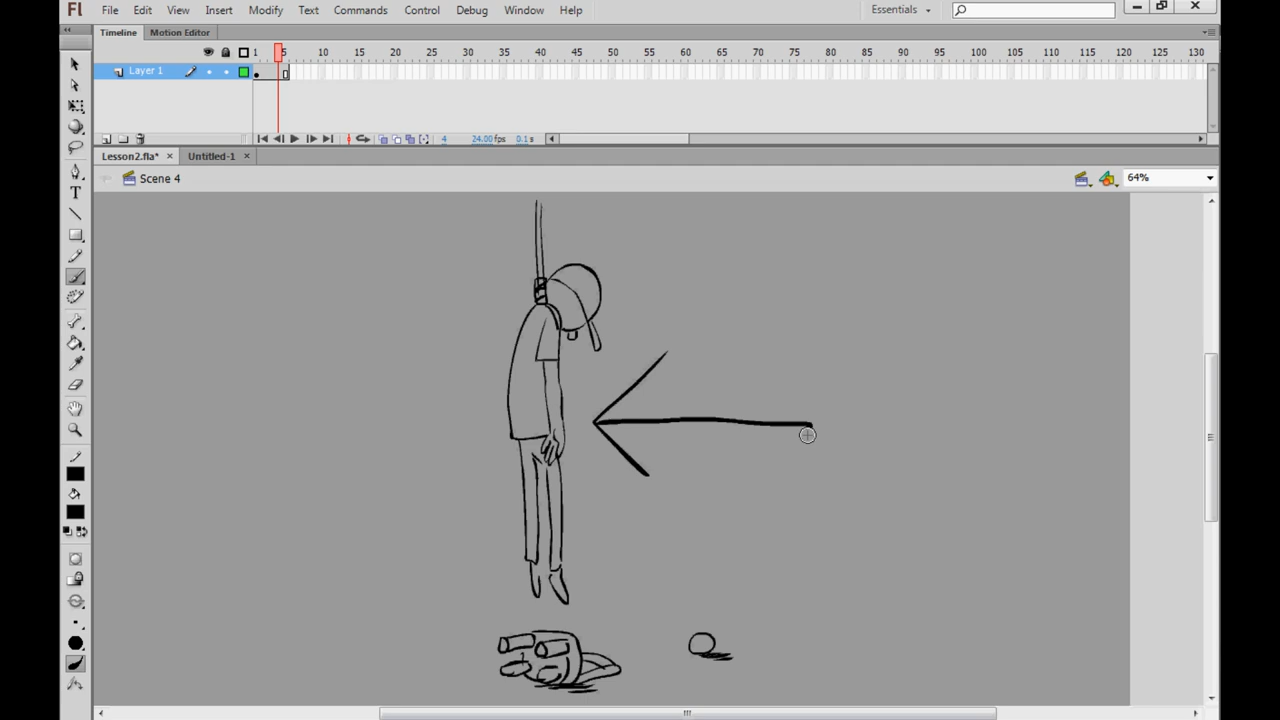 Fl File Edit View Insert Modify Text Commands Control Debug Window Help Essentials
Timeline Motion Editor
1 5 10 15 20 25 30 35 40 45 50 55 60 65 70 75 80 85 90 95 100 105 110 115 120 125 130
Layer 1
4 24.00 fps 0.1 s
Lesson2.fla* × Untitled-1 ×
Scene 4 64%
T